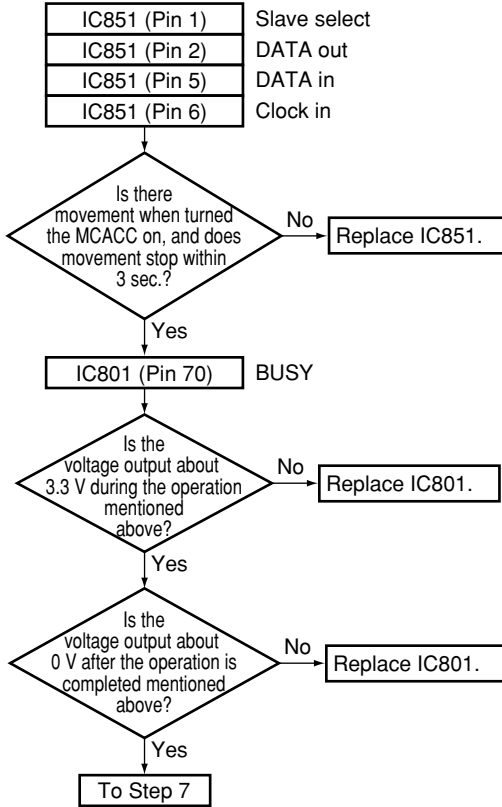 IC851 (Pin 1) Slave select
IC851 (Pin 2) DATA out
IC851 (Pin 5) DATA in
IC851 (Pin 6) Clock in
Is there
movement when turned
the MCACC on, and does
movement stop within
3 sec.?
No
Replace IC851.
Yes
IC801 (Pin 70) BUSY
Is the
voltage output about
3.3 V during the operation
mentioned
above?
No
Replace IC801.
Yes
Is the
voltage output about
0 V after the operation is
completed mentioned
above?
No
Replace IC801.
Yes
To Step 7